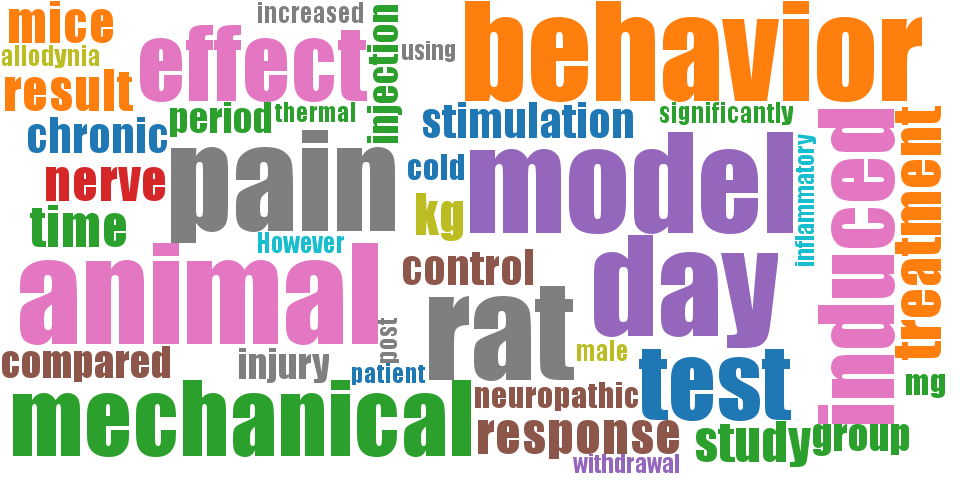 mice
increased
behavior
allodynia
effect
injection
using
result
period
thermal
stimulation
significantly
induced
treatment
chronic
pain
cold
model
inflammatory
nerve
kg
time
However
animal
control
day
rat
post
compared
injury
patient
male
test
mg
mechanical
neuropathic
response
study
group
withdrawal